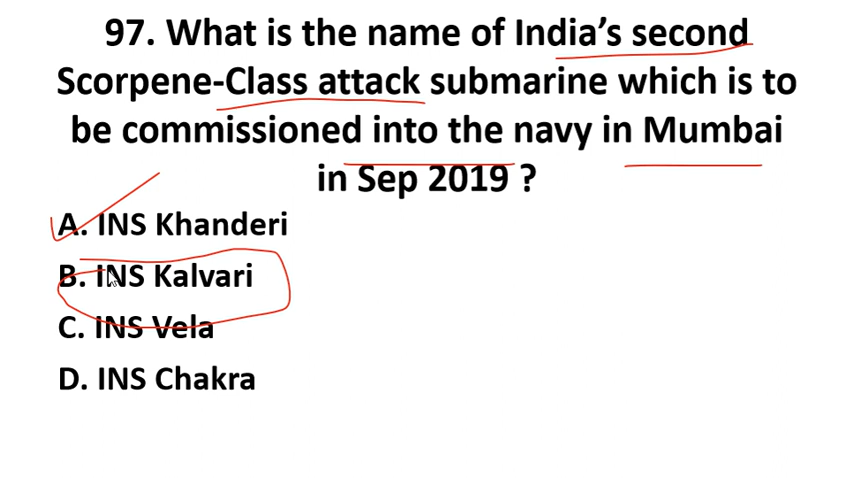 97. What is the name of India’s second
Scorpene-Class attack submarine which is to
be commissioned into the navy in Mumbai
in Sep 2019 ?
A. INS Khanderi
B. INS Kalvari
C. INS Vela
D. INS Chakra